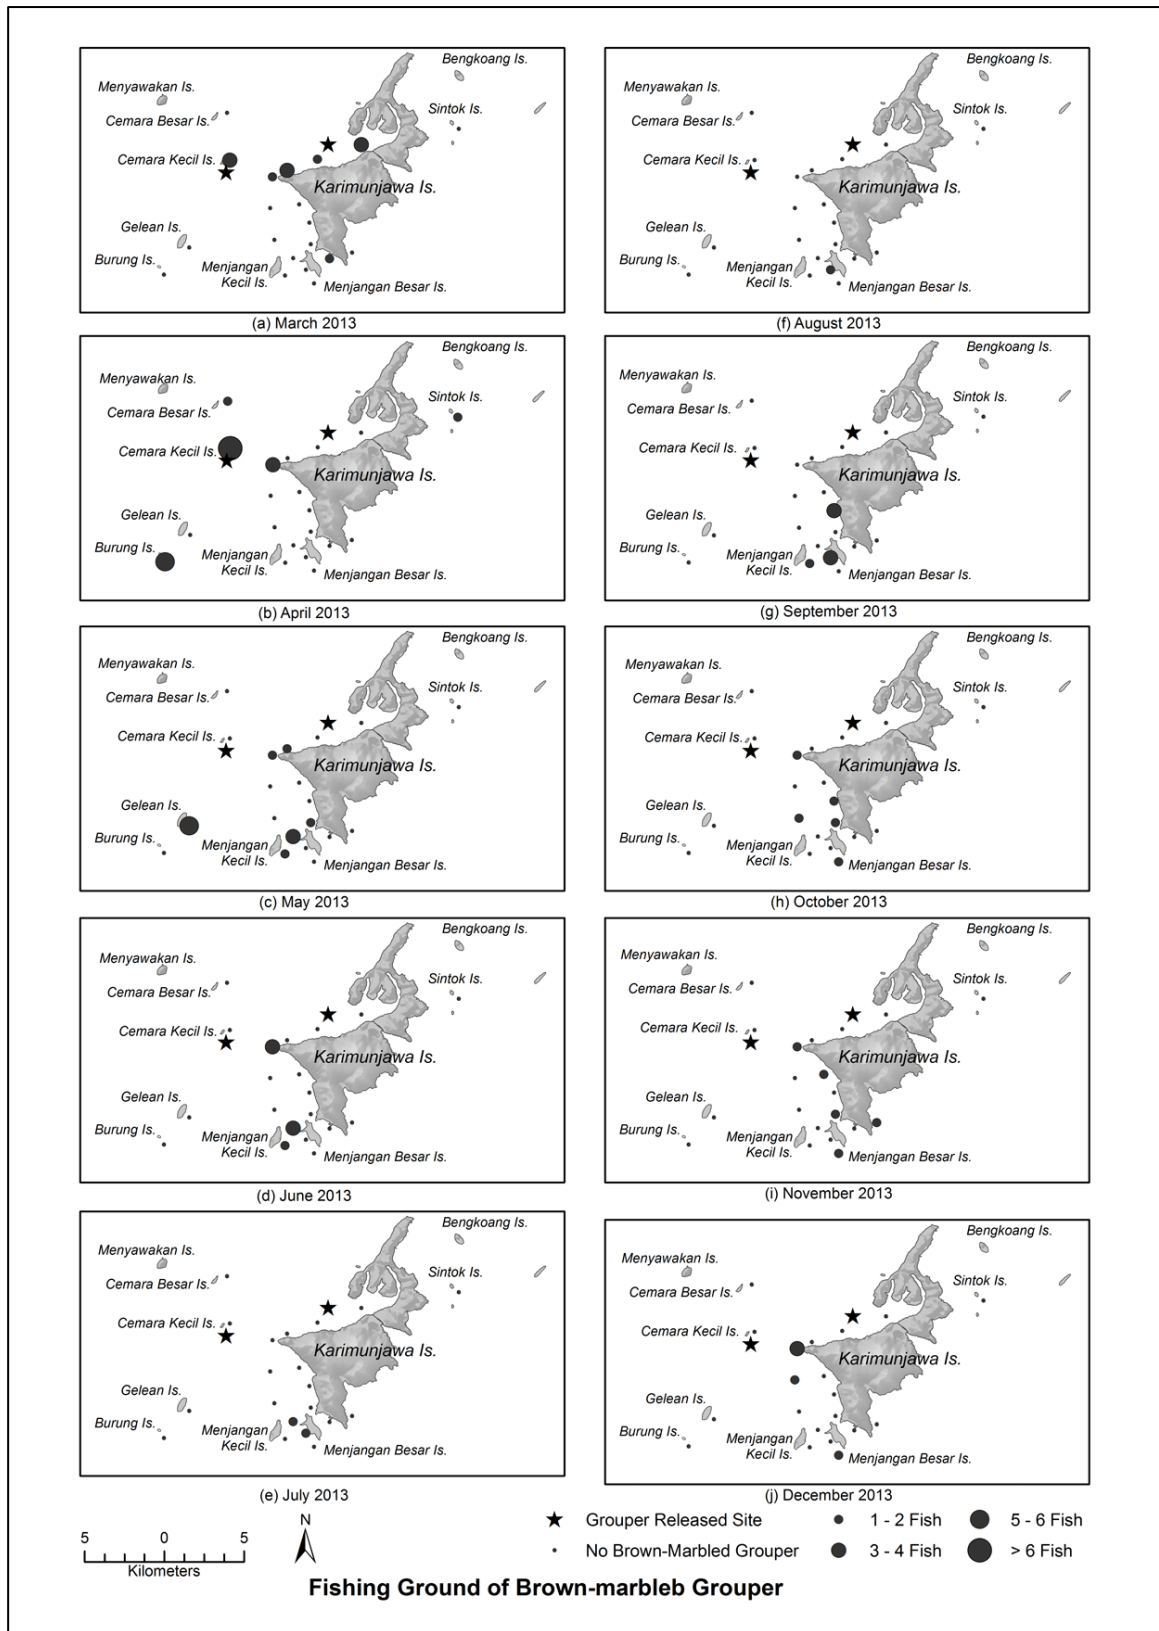 Bengkoang Is.
Menyawakan Is.
Sintok Is.
Cemara Besar Is.
Cemara Kecil Is.
Karimunjawa Is.
Gelean Is.
Burung Is.
Menjangan
Kecil Is.
Menjangan Besar Is.
(a) March 2013
Bengkoang Is.
Menyawakan Is.
Sintok Is.
Cemara Besar Is.
Cemara Kecil Is.
Karimunjawa Is.
Gelean Is.
Burung Is.
Menjangan
Kecil Is.
Menjangan Besar Is.
(b) April 2013
Bengkoang Is.
Menyawakan Is.
Sintok Is.
Cemara Besar Is.
Cemara Kecil Is.
Karimunjawa Is.
Gelean Is.
Burung Is.
Menjangan
Kecil Is.
Menjangan Besar Is.
(c) May 2013
Bengkoang Is.
Menyawakan Is.
Sintok Is.
Cemara Besar Is.
Cemara Kecil Is.
Karimunjawa Is.
Gelean Is.
Burung Is.
Menjangan
Kecil Is.
Menjangan Besar Is.
(d) June 2013
Bengkoang Is.
Menyawakan Is.
Sintok Is.
Cemara Besar Is.
Cemara Kecil Is.
Karimunjawa Is.
Gelean Is.
Burung Is.
Menjangan
Kecil Is.
Menjangan Besar Is.
(e) July 2013
Bengkoang Is.
Menyawakan Is.
Sintok Is.
Cemara Besar Is.
Cemara Kecil Is.
Karimunjawa Is.
Gelean Is.
Burung Is.
Menjangan
Kecil Is.
Menjangan Besar Is.
(f) August 2013
Bengkoang Is.
Menyawakan Is.
Sintok Is.
Cemara Besar Is.
Cemara Kecil Is.
Karimunjawa Is.
Gelean Is.
Burung Is.
Menjangan
Kecil Is.
Menjangan Besar Is.
(g) September 2013
Bengkoang Is.
Menyawakan Is.
Sintok Is.
Cemara Besar Is.
Cemara Kecil Is.
Karimunjawa Is.
Gelean Is.
Burung Is.
Menjangan
Kecil Is.
Menjangan Besar Is.
(h) October 2013
Bengkoang Is.
Menyawakan Is.
Sintok Is.
Cemara Besar Is.
Cemara Kecil Is.
Karimunjawa Is.
Gelean Is.
Burung Is.
Menjangan
Kecil Is.
Menjangan Besar Is.
(i) November 2013
Bengkoang Is.
Menyawakan Is.
Sintok Is.
Cemara Besar Is.
Cemara Kecil Is.
Karimunjawa Is.
Gelean Is.
Burung Is.
Menjangan
Kecil Is.
Menjangan Besar Is.
(j) December 2013
5 0 5
Kilometers
N
Grouper Released Site
No Brown-Marbled Grouper
1 - 2 Fish
3 - 4 Fish
5 - 6 Fish
> 6 Fish
Fishing Ground of Brown-marbleb Grouper